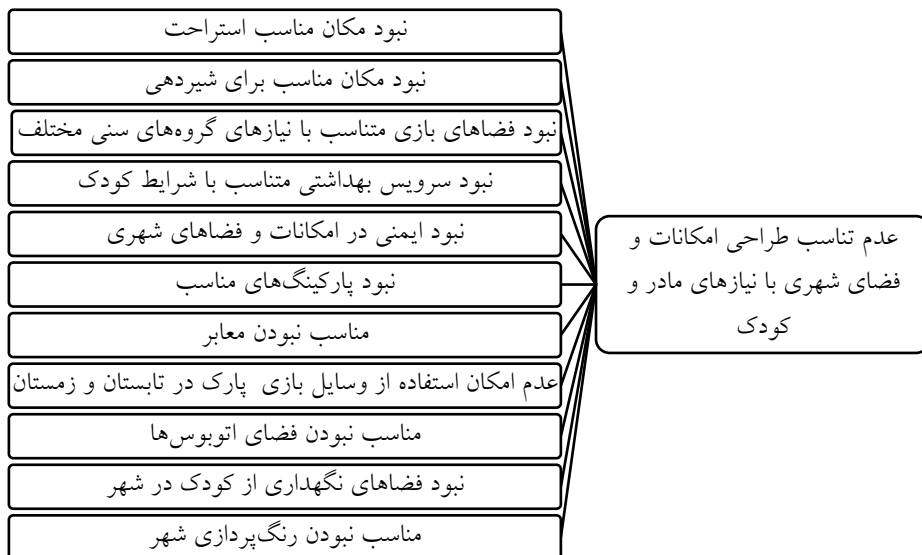 عدم تناسب طراحی امکانات و
فضای شهری با نیازهای مادر و
کودک
نبود مکان مناسب استراحت
نبود مکان مناسب برای شیردهی
نبود فضاهای بازی متناسب با نیازهای گروه‌های سنی مختلف
نبود سرویس بهداشتی متناسب با شرایط کودک
نبود ایمنی در امکانات و فضاهای شهری
نبود پارکینگ‌های مناسب
مناسب نبودن معابر
عدم امکان استفاده از وسایل بازی پارک در تابستان و زمستان
مناسب نبودن فضای اتوبوس‌ها
نبود فضاهای نگهداری از کودک در شهر
مناسب نبودن رنگ‌پردازی شهر